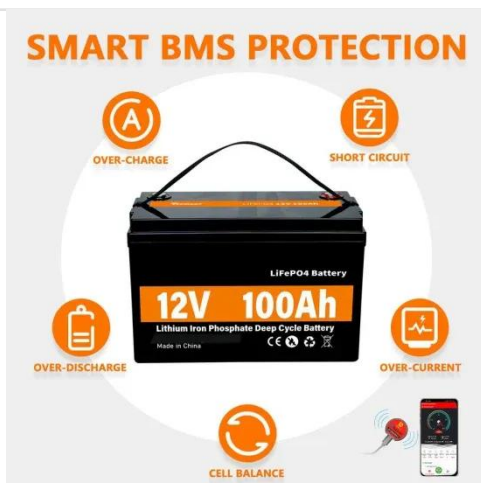 SMART BMS PROTECTION
OVER-CHARGE
SHORT CIRCUIT
LiFePO4 Battery
12V 100Ah
Lithium Iron Phosphate Deep Cycle Battery
Made in China
CE
OVER-DISCHARGE
OVER-CURRENT
CELL BALANCE